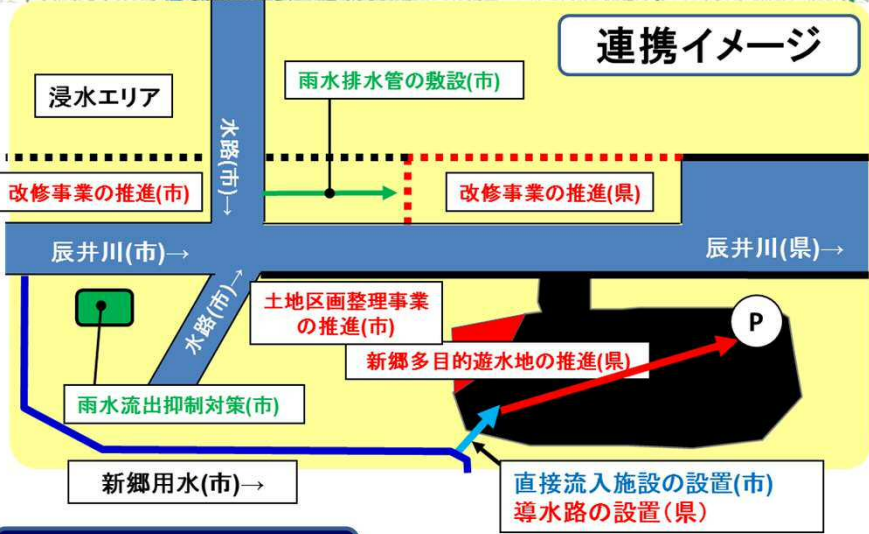 連携イメージ
雨水排水管の敷設(市)
浸水エリア
水路(市)→
改修事業の推進(市)
改修事業の推進(県)
辰井川(市)→
辰井川(県)→
水路(市)→
土地区画整理事業
の推進(市)
P
新郷多目的遊水地の推進(県)
雨水流出抑制対策(市)
新郷用水(市)→
直接流入施設の設置(市)
導水路の設置(県)